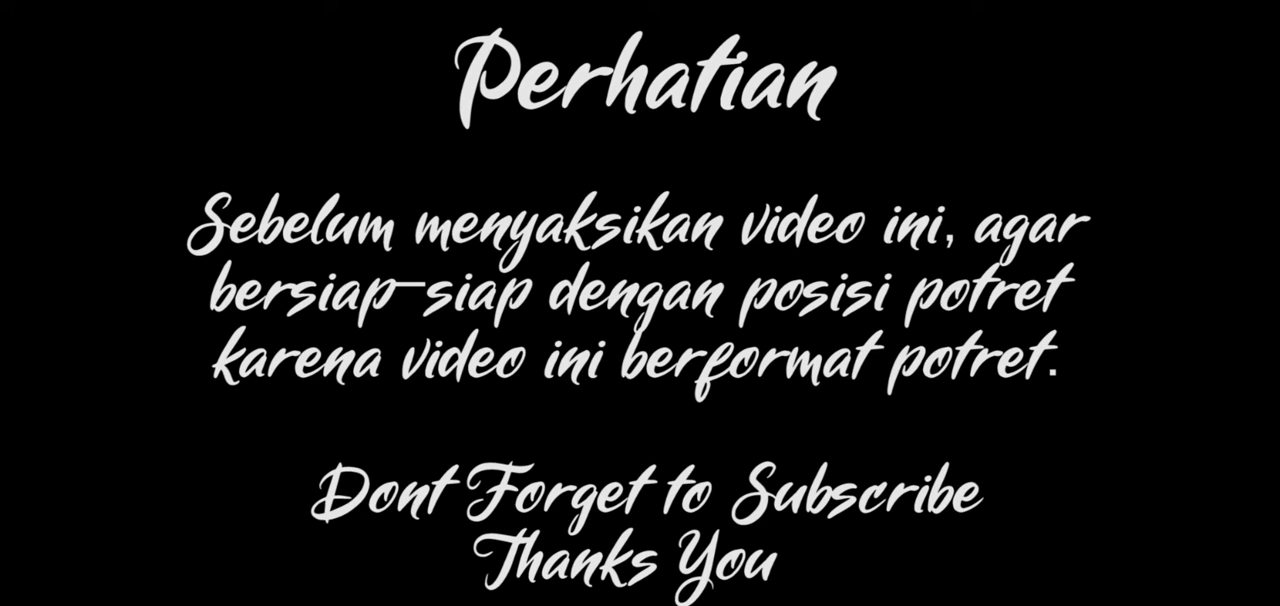 Perhatian
Sebelum menyaksikan video ini, agar
bersiap-siap dengan posisi potret
karena video ini berformat potret.
Dont Forget to Subscribe
Thanks You